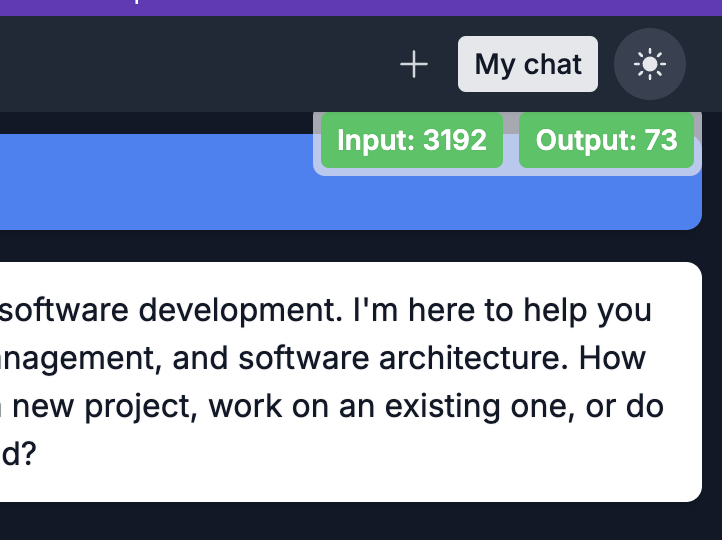 My chat
Input: 3192
Output: 73
software development. I'm here to help you
nagement, and software architecture. How
new project, work on an existing one, or do
d?